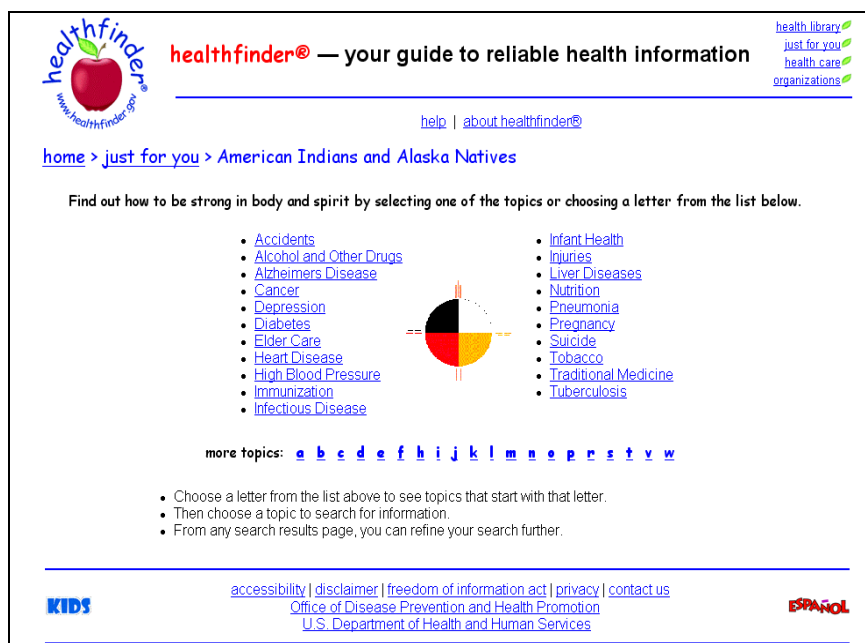 healthfinder®
www.healthfinder.gov
healthfinder® — your guide to reliable health information
health library
just for you
health care
organizations
help | about healthfinder®
home > just for you > American Indians and Alaska Natives
Find out how to be strong in body and spirit by selecting one of the topics or choosing a letter from the list below.
• Accidents
• Alcohol and Other Drugs
• Alzheimers Disease
• Cancer
• Depression
• Diabetes
• Elder Care
• Heart Disease
• High Blood Pressure
• Immunization
• Infectious Disease
• Infant Health
• Injuries
• Liver Diseases
• Nutrition
• Pneumonia
• Pregnancy
• Suicide
• Tobacco
• Traditional Medicine
• Tuberculosis
more topics: a b c d e f h i j k l m n o p r s t v w
• Choose a letter from the list above to see topics that start with that letter.
• Then choose a topic to search for information.
• From any search results page, you can refine your search further.
accessibility | disclaimer | freedom of information act | privacy | contact us
KIDS
Office of Disease Prevention and Health Promotion
ESPAÑOL
U.S. Department of Health and Human Services